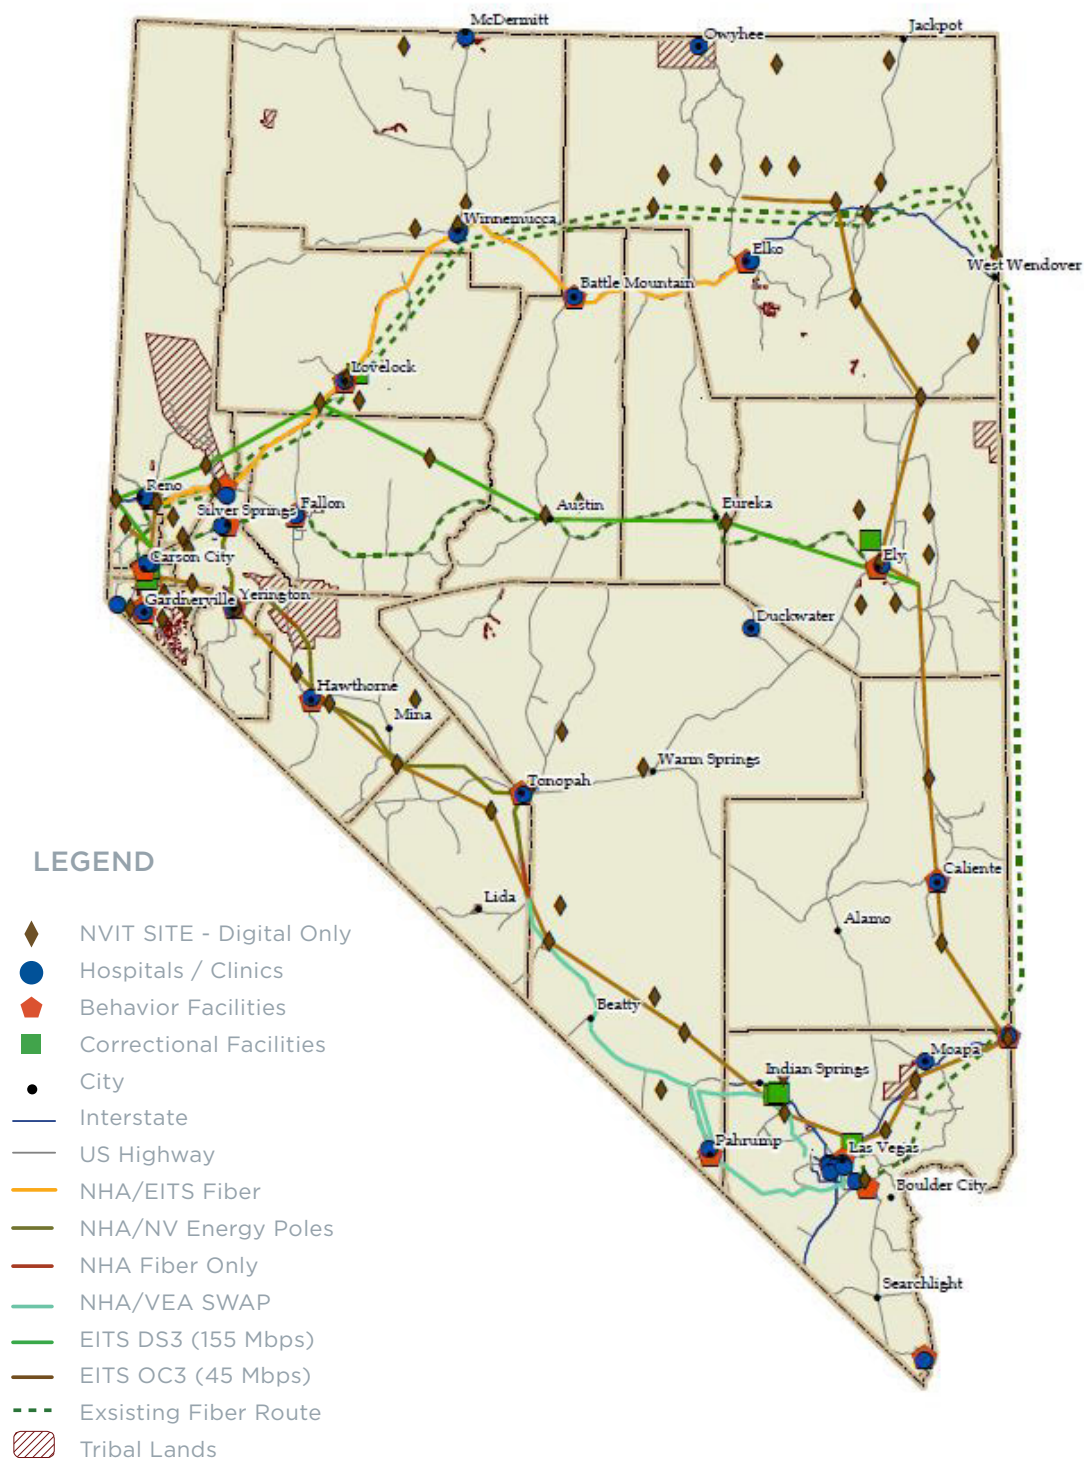 McDermitt
Jackpot
Owyhee
Winnemucca
Elko
West Wendover
Battle Mountain
Lovelock
Reno
Silver Springs
Fallon
Austin
Eureka
Carson City
Ely
Gardnerville
Yerington
Duckwater
Hawthorne
Mina
Warm Springs
Tonopah
Caliente
Lida
Alamo
Beatty
Moapa
Indian Springs
Pahrump
Las Vegas
Boulder City
Searchlight
LEGEND
NVIT SITE - Digital Only
Hospitals / Clinics
Behavior Facilities
Correctional Facilities
City
Interstate
US Highway
NHA/EITS Fiber
NHA/NV Energy Poles
NHA Fiber Only
NHA/VEA SWAP
EITS DS3 (155 Mbps)
EITS OC3 (45 Mbps)
Exsisting Fiber Route
Tribal Lands